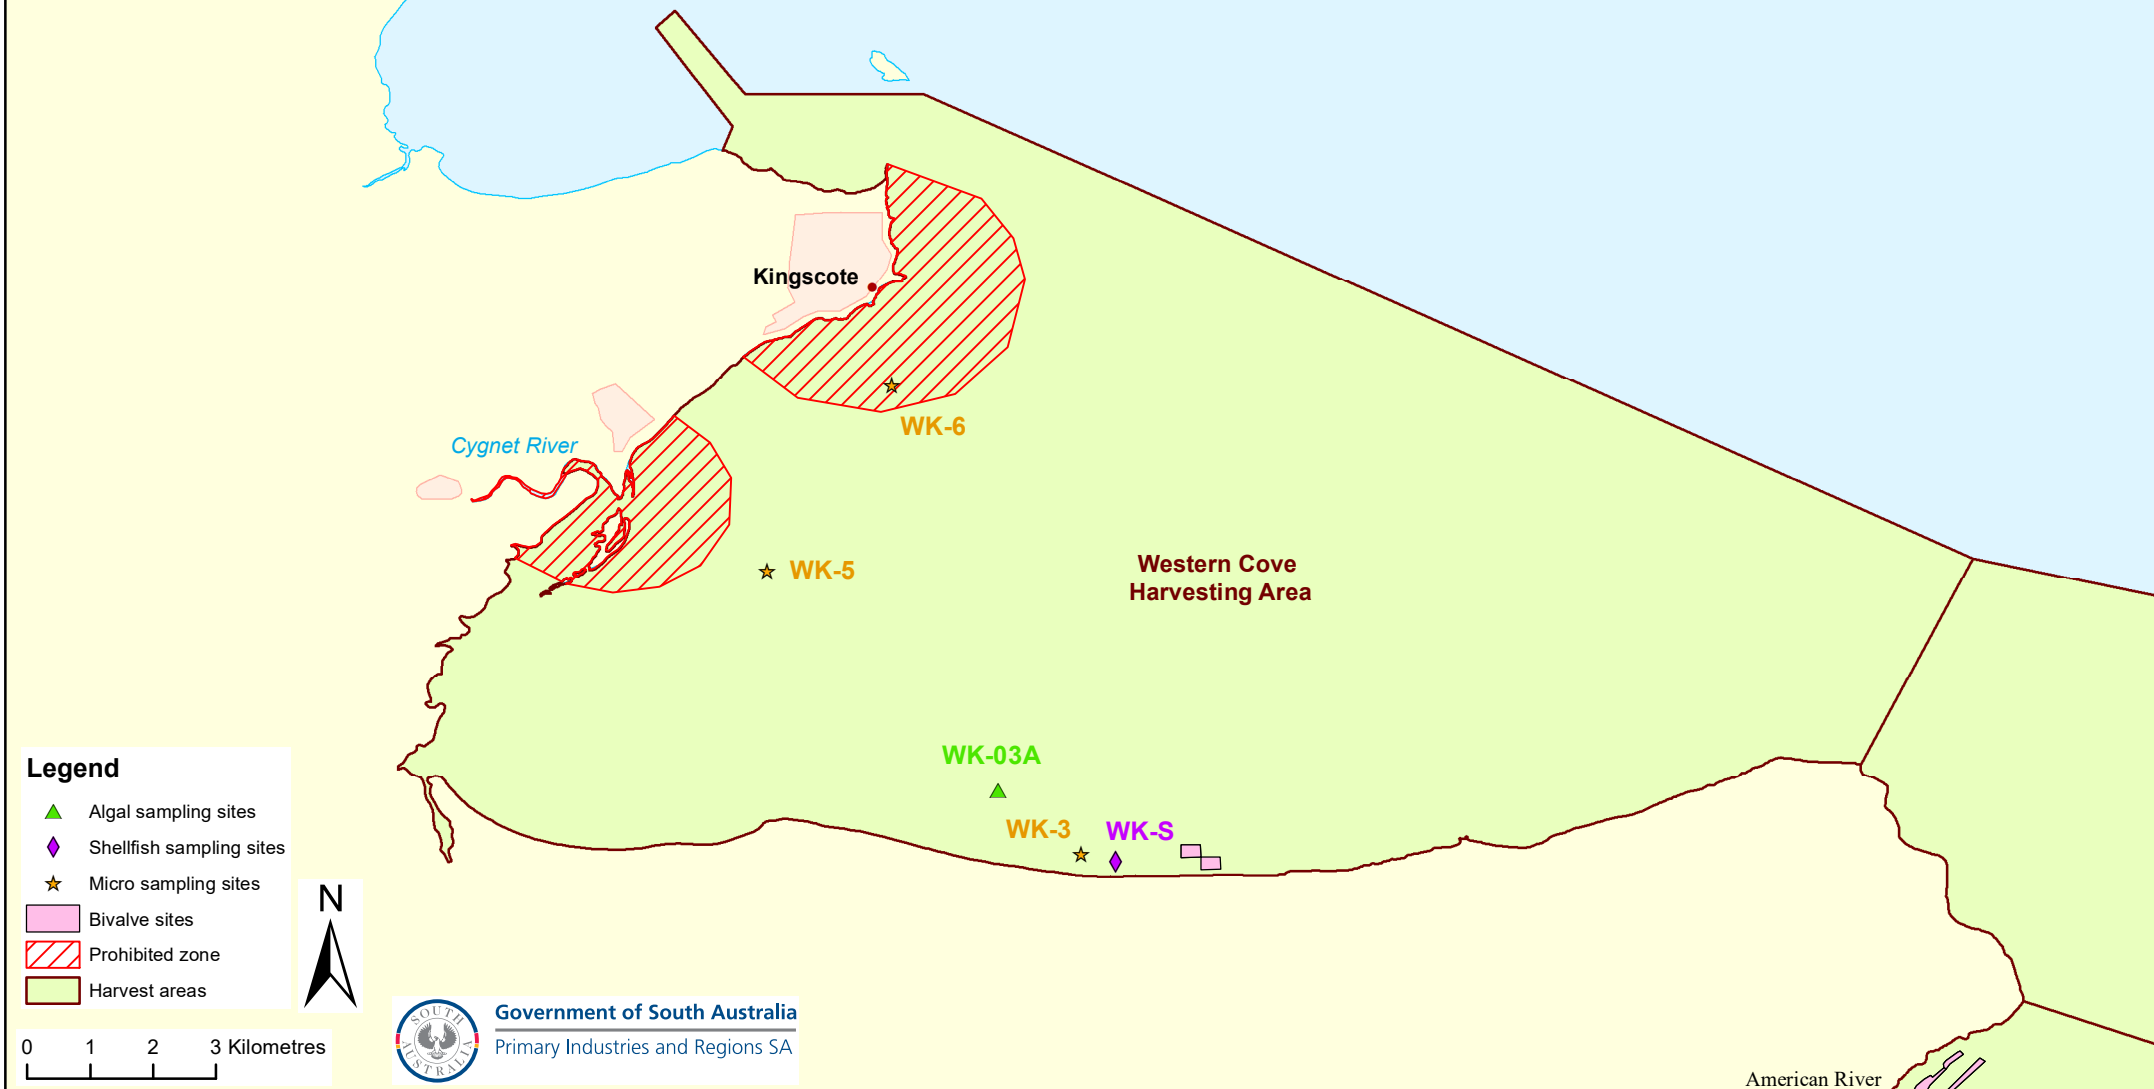 Kingscote
WK-6
Cygnet River
WK-5
Western Cove
Harvesting Area
WK-03A
WK-3
WK-S
Legend
Algal sampling sites
Shellfish sampling sites
Micro sampling sites
Bivalve sites
Prohibited zone
Harvest areas
N
0 1 2 3 Kilometres
SOUTH
AUSTRALIA
Government of South Australia
Primary Industries and Regions SA
American River